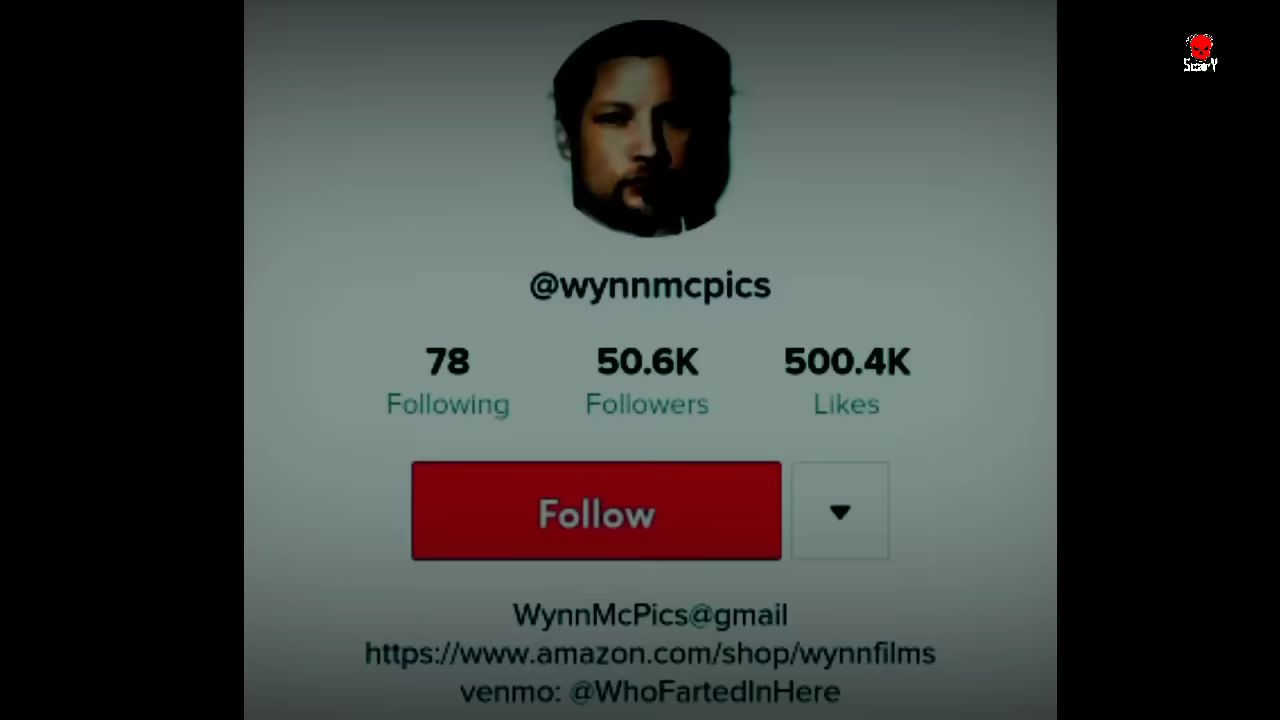 ScarY
@wynnmcpics
78 50.6K 500.4K
Following Followers Likes
Follow
WynnMcPics@gmail
https://www.amazon.com/shop/wynnfilms
venmo: @WhoFartedInHere